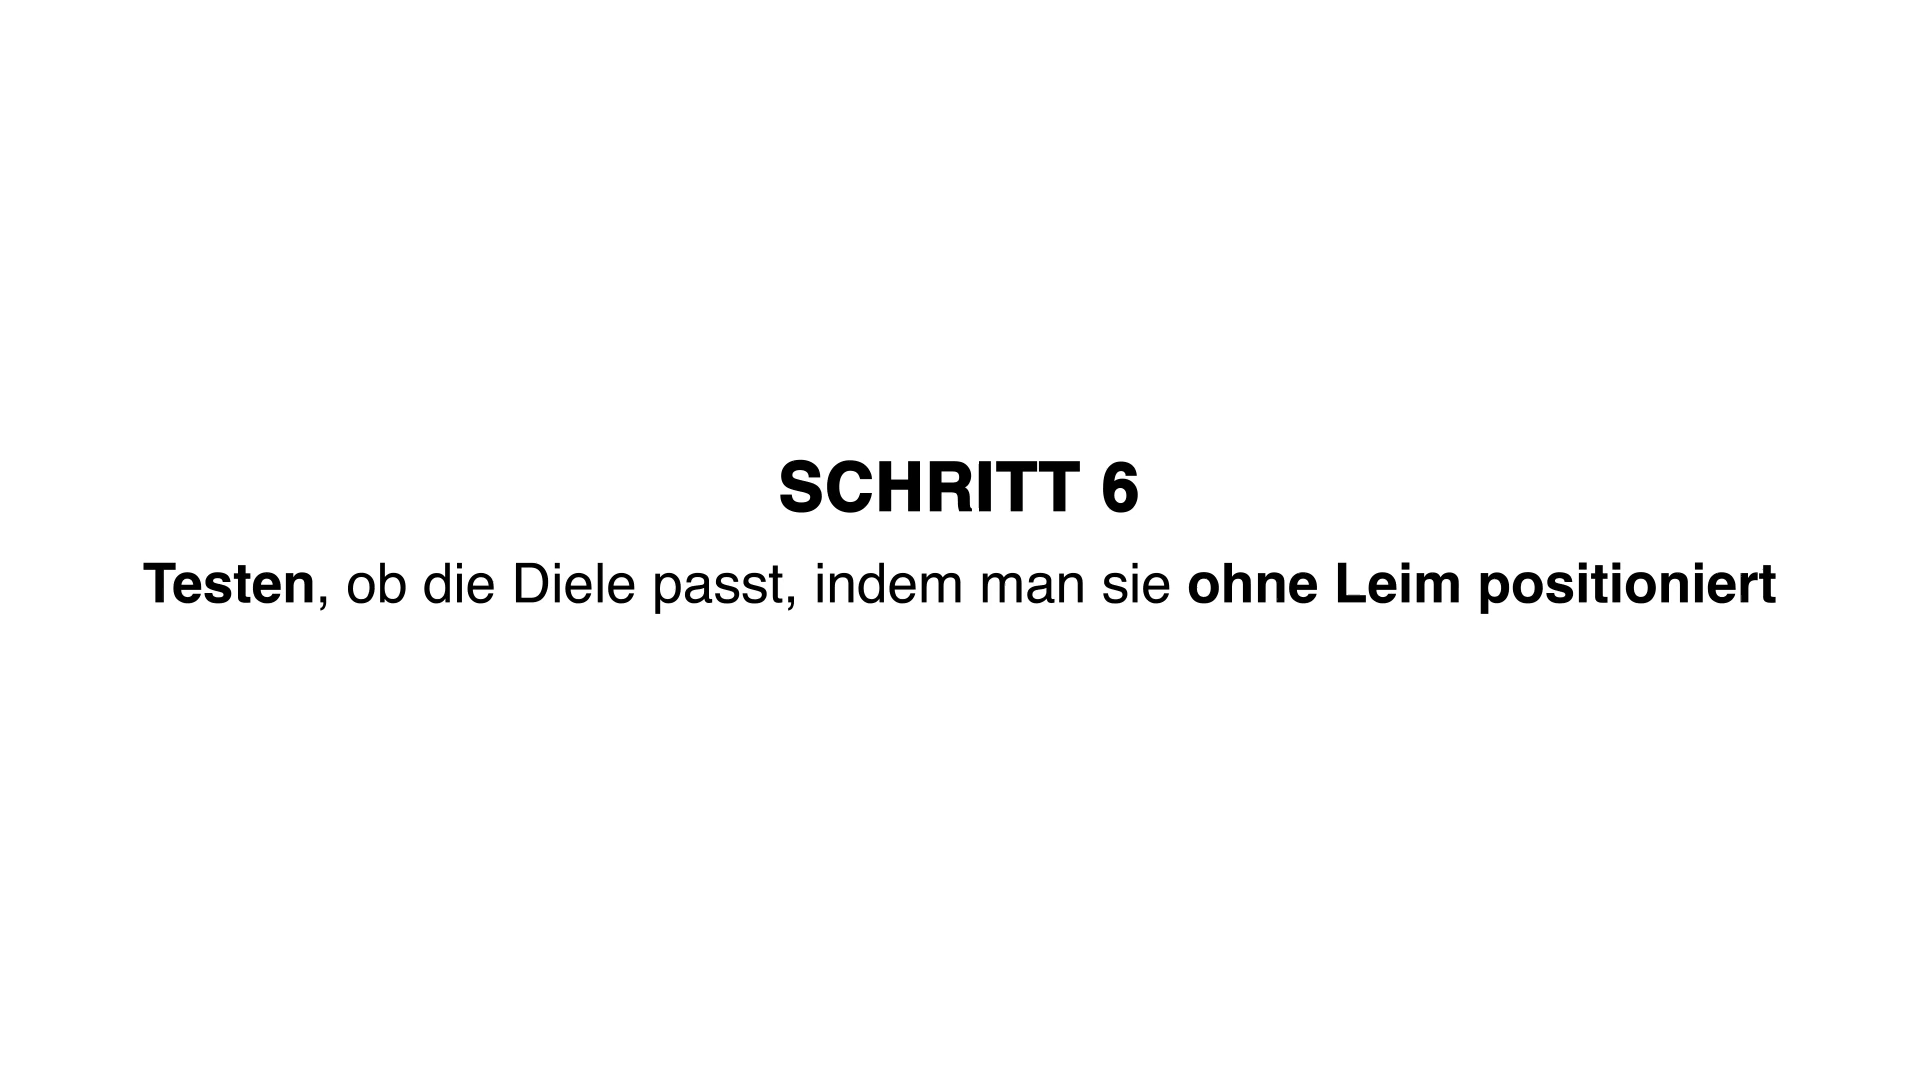 SCHRITT 6
Testen, ob die Diele passt, indem man sie ohne Leim positioniert